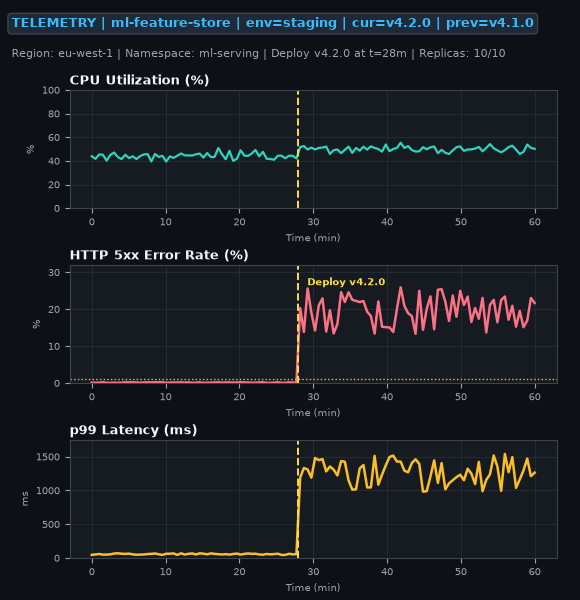 TELEMETRY | ml-feature-store | env=staging | cur=v4.2.0 | prev=v4.1.0
Region: eu-west-1 | Namespace: ml-serving | Deploy v4.2.0 at t=28m | Replicas: 10/10
CPU Utilization (%)
100
80
60
40
20
0
%
0 10 20 30 40 50 60
Time (min)
HTTP 5xx Error Rate (%)
Deploy v4.2.0
30
20
10
0
%
0 10 20 30 40 50 60
Time (min)
p99 Latency (ms)
1500
1000
500
0
ms
0 10 20 30 40 50 60
Time (min)